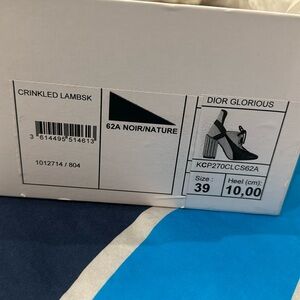 CRINKLED LAMBSK
3 614495 514613
1012714 / 804
62A NOIR/NATURE
DIOR GLORIOUS
KCP270CLCS62A
Size :
39
Heel (cm):
10,00